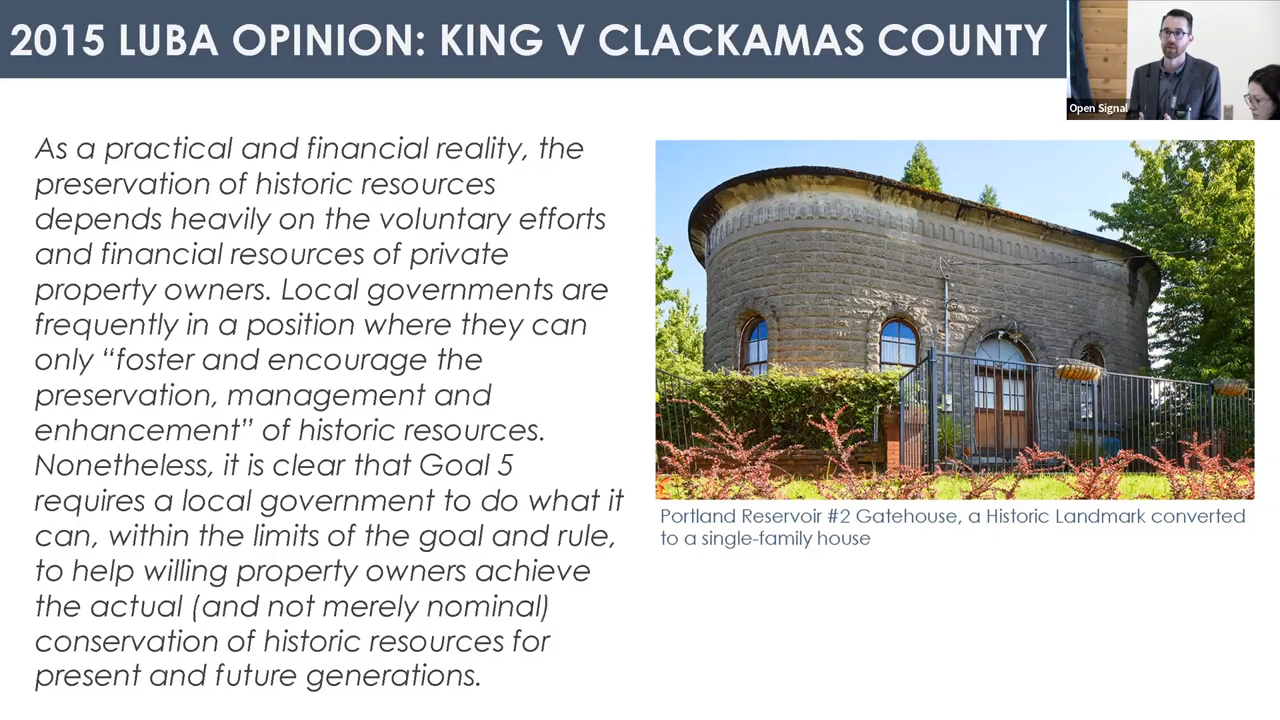 2015 LUBA OPINION: KING V CLACKAMAS COUNTY
Open Signal
As a practical and financial reality, the
preservation of historic resources
depends heavily on the voluntary efforts
and financial resources of private
property owners. Local governments are
frequently in a position where they can
only “foster and encourage the
preservation, management and
enhancement” of historic resources.
Nonetheless, it is clear that Goal 5
requires a local government to do what it
can, within the limits of the goal and rule,
to help willing property owners achieve
the actual (and not merely nominal)
conservation of historic resources for
present and future generations.
Portland Reservoir #2 Gatehouse, a Historic Landmark converted
to a single-family house